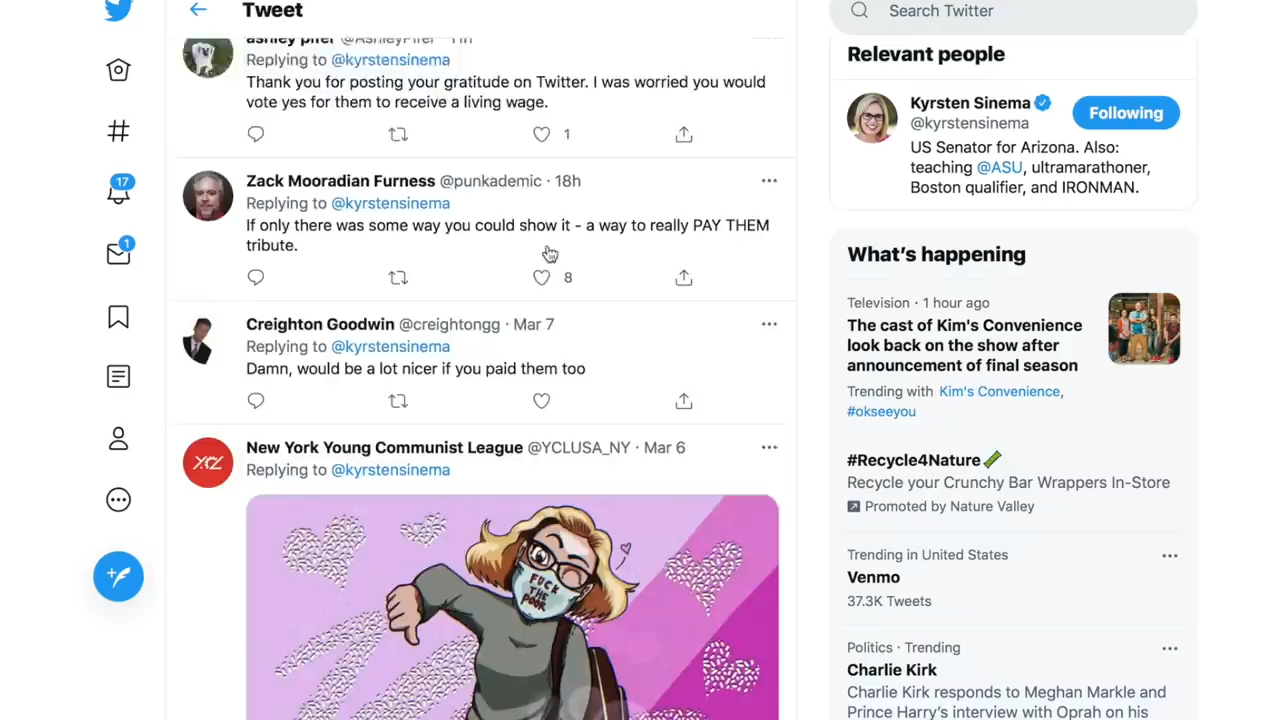 Tweet
Search Twitter
ashley pifer @AshleyPifer
Replying to @kyrstensinema
Thank you for posting your gratitude on Twitter. I was worried you would
vote yes for them to receive a living wage.
1
Zack Mooradian Furness @punkademic · 18h
Replying to @kyrstensinema
If only there was some way you could show it - a way to really PAY THEM
tribute.
8
Creighton Goodwin @creightongg · Mar 7
Replying to @kyrstensinema
Damn, would be a lot nicer if you paid them too
New York Young Communist League @YCLUSA_NY · Mar 6
Replying to @kyrstensinema
YCL
FUCK
THE
POOR
17
1
Relevant people
Kyrsten Sinema
Following
@kyrstensinema
US Senator for Arizona. Also:
teaching @ASU, ultramarathoner,
Boston qualifier, and IRONMAN.
What's happening
Television · 1 hour ago
The cast of Kim's Convenience
look back on the show after
announcement of final season
Trending with Kim's Convenience,
#okseeyou
#Recycle4Nature
Recycle your Crunchy Bar Wrappers In-Store
Promoted by Nature Valley
Trending in United States
Venmo
37.3K Tweets
Politics · Trending
Charlie Kirk
Charlie Kirk responds to Meghan Markle and
Prince Harry's interview with Oprah on his